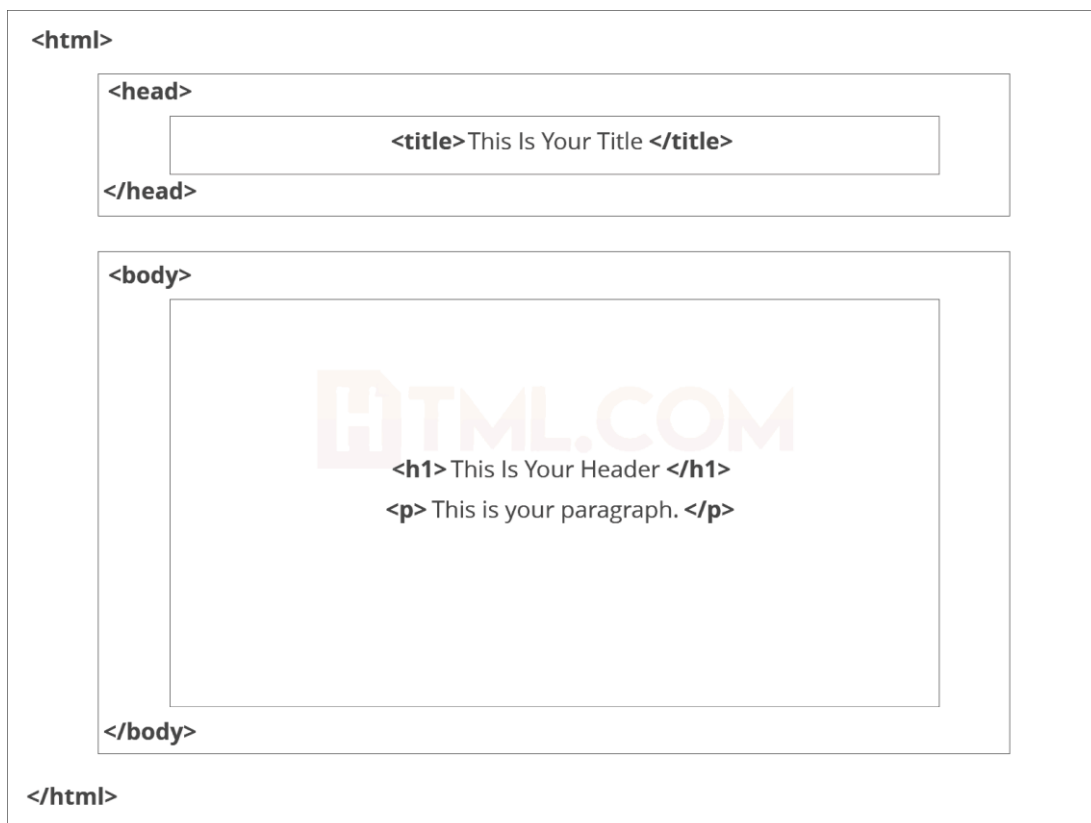 <html>
<head>
<title>This Is Your Title </title>
</head>
<body>
HTML.COM
<h1> This Is Your Header </h1>
<p> This is your paragraph. </p>
</body>
</html>